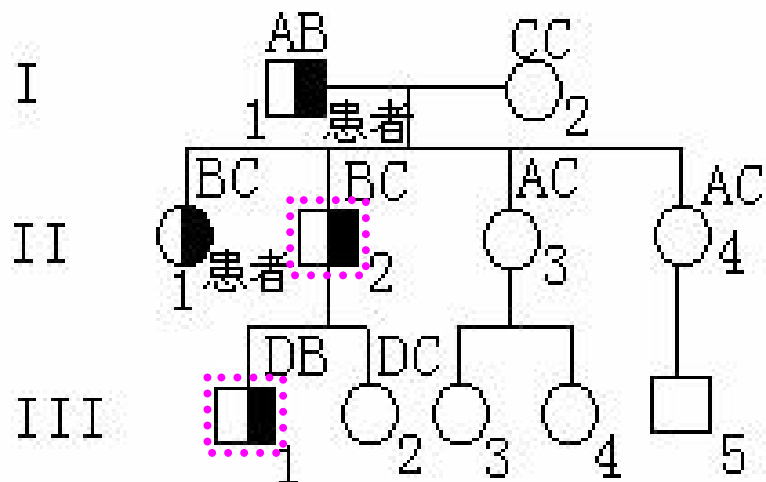 AB CC
I 1 患者 2
BC BC AC AC
II 1 患者 2 3 4
DB DC
III 1 2 3 4 5